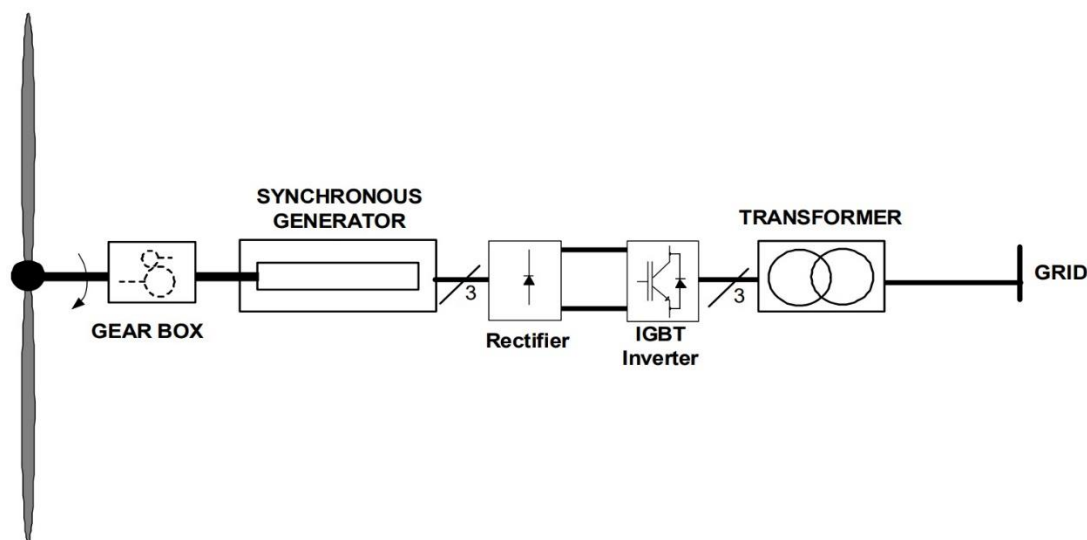 SYNCHRONOUS
GENERATOR
TRANSFORMER
GRID
3
3
GEAR BOX
Rectifier
IGBT
Inverter